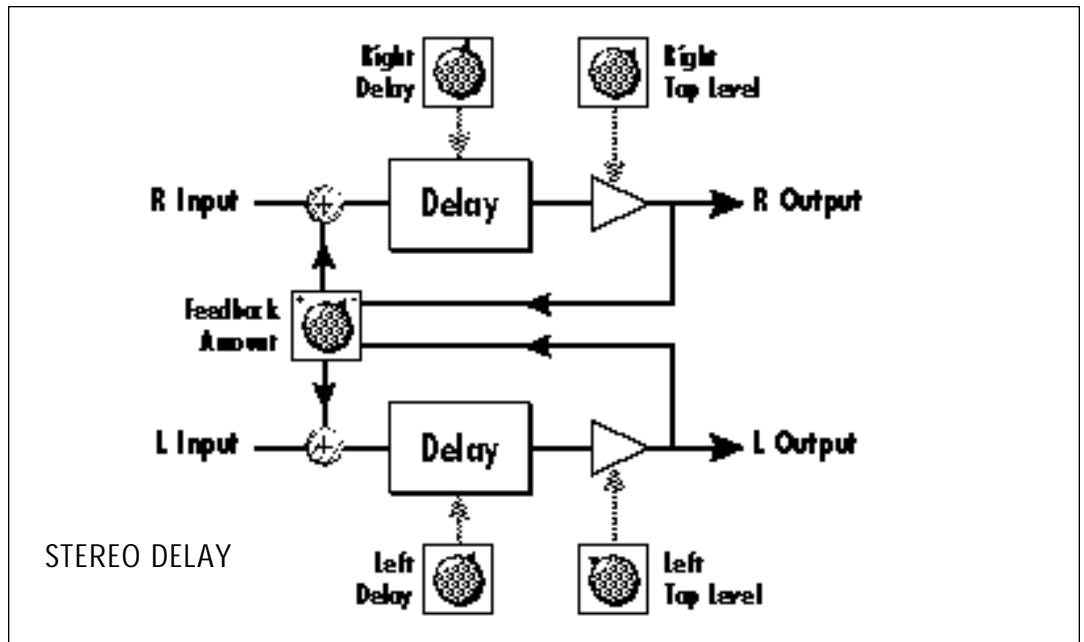 Right
Delay
Right
Tap Level
R Input
+
Delay
R Output
+ -
Feedback
Amount
L Input
+
Delay
L Output
STEREO DELAY
Left
Delay
Left
Tap Level